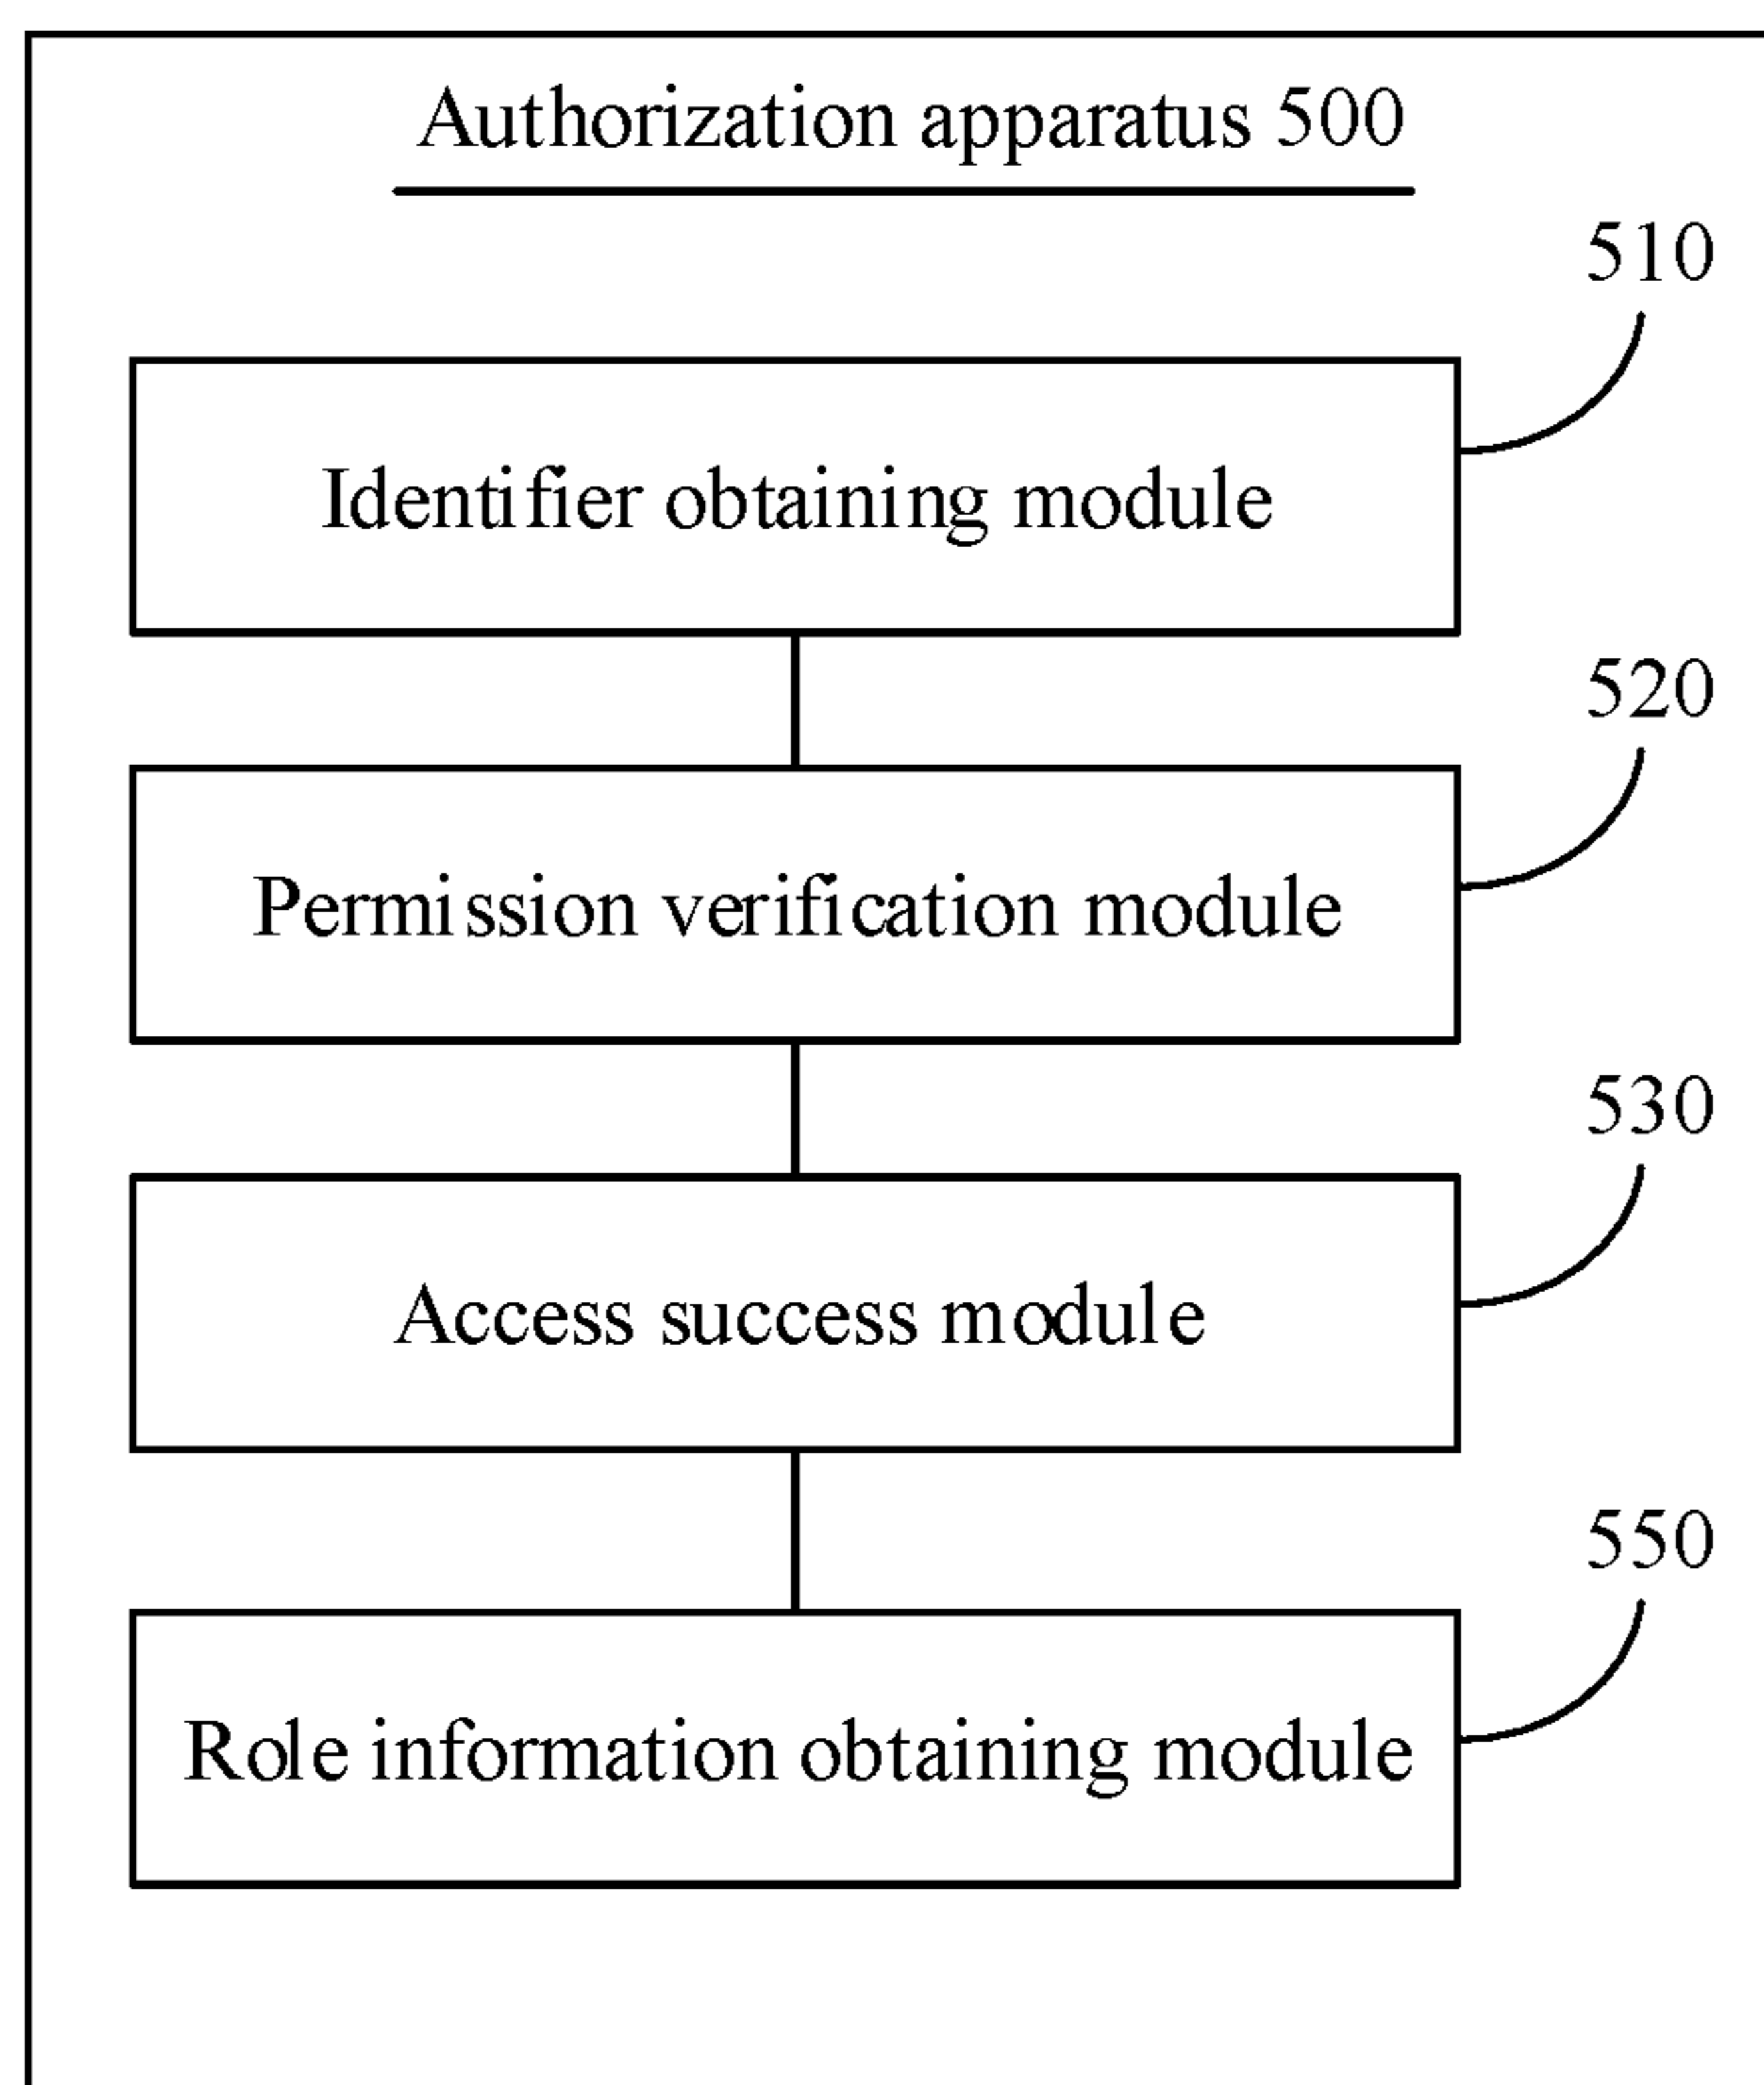 Authorization apparatus 500
510
Identifier obtaining module
520
Permission verification module
530
Access success module
550
Role information obtaining module